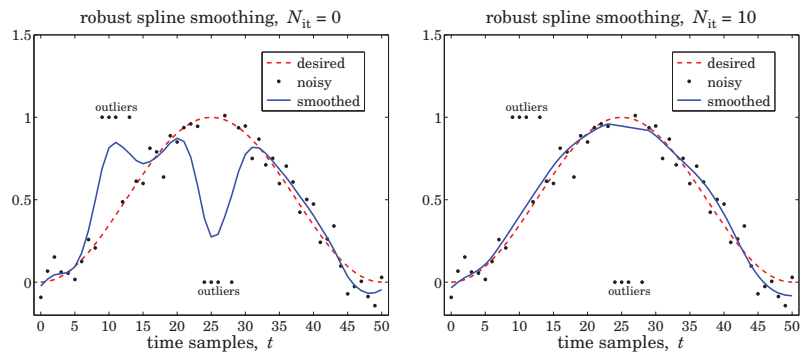 robust spline smoothing, N_it = 0
1.5
1
0.5
0
desired
noisy
smoothed
outliers
outliers
0 5 10 15 20 25 30 35 40 45 50
time samples, t
robust spline smoothing, N_it = 10
1.5
1
0.5
0
desired
noisy
smoothed
outliers
outliers
0 5 10 15 20 25 30 35 40 45 50
time samples, t